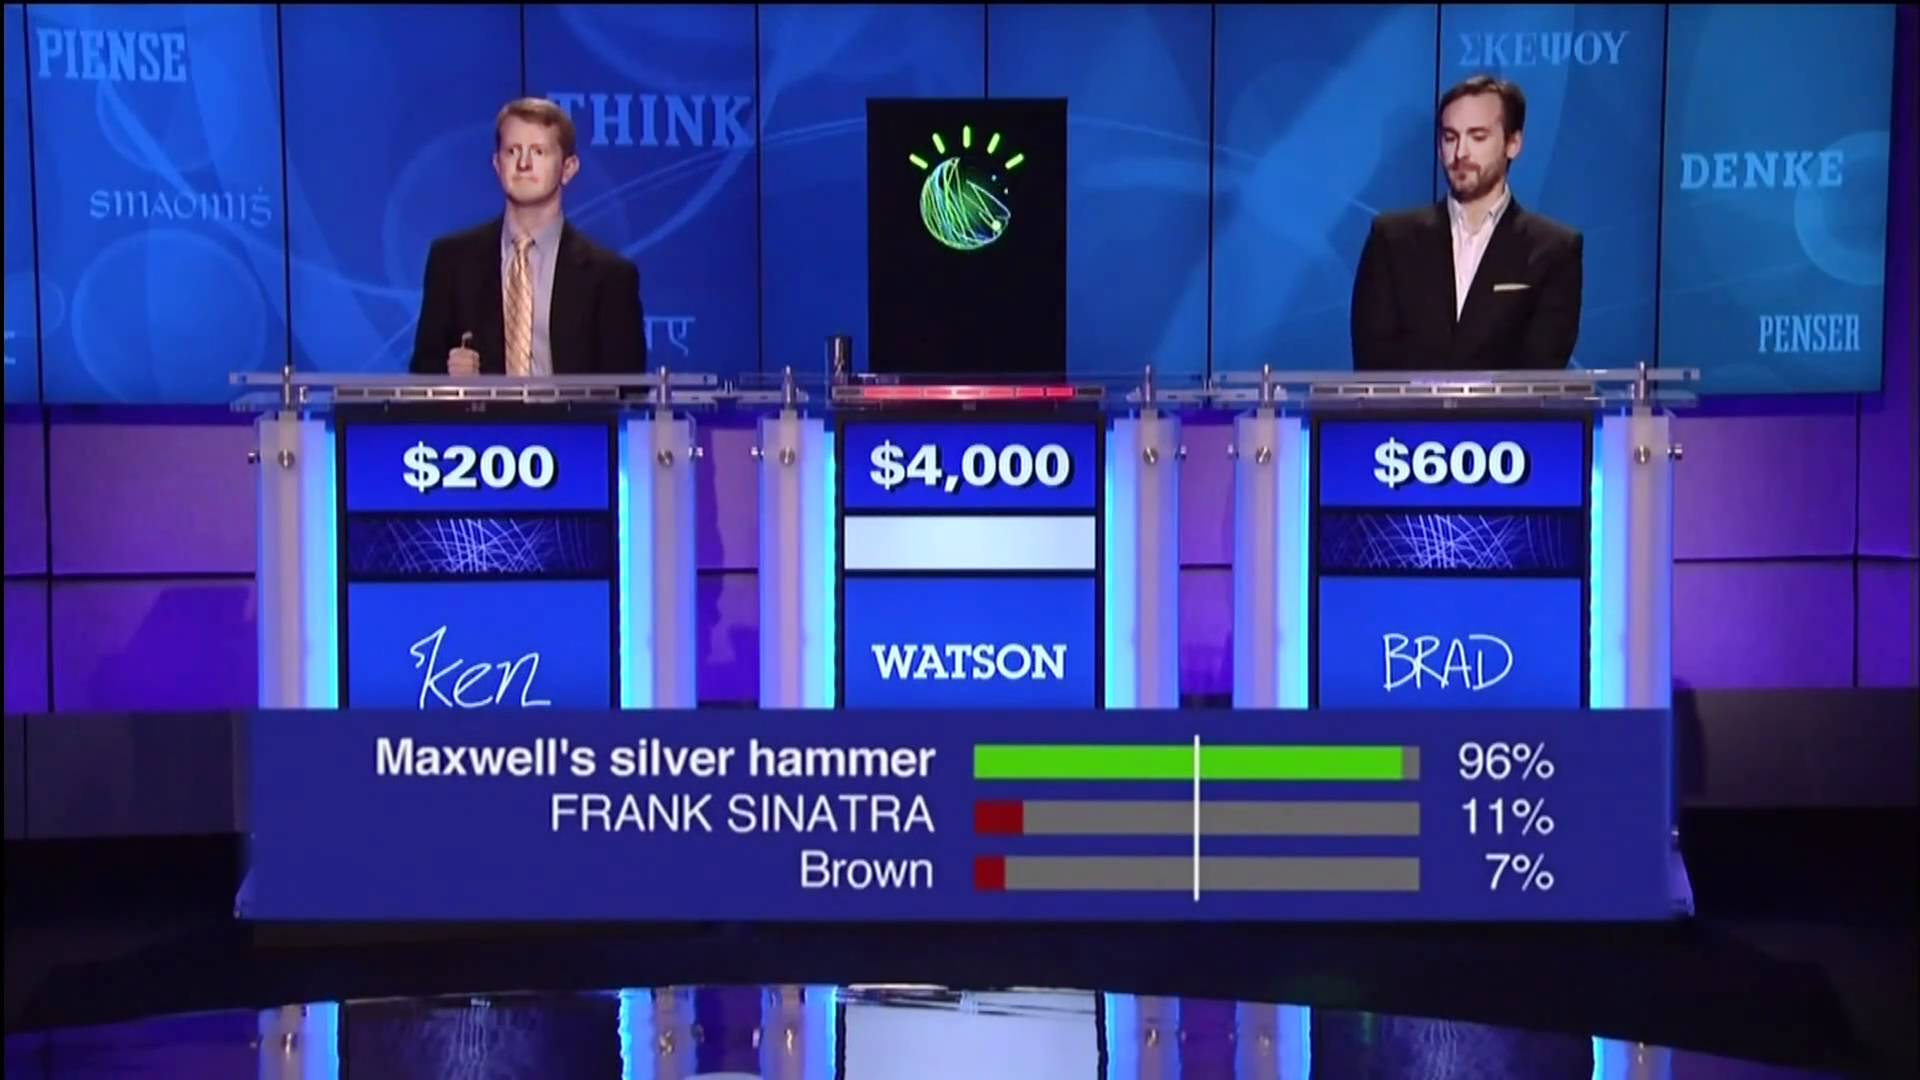 PIENSE
THINK
ΣΚΕΨΟΥ
DENKE
SMAOINIGH
PENSER
$200
$4,000
$600
Ken
WATSON
BRAD
Maxwell's silver hammer 96%
FRANK SINATRA 11%
Brown 7%